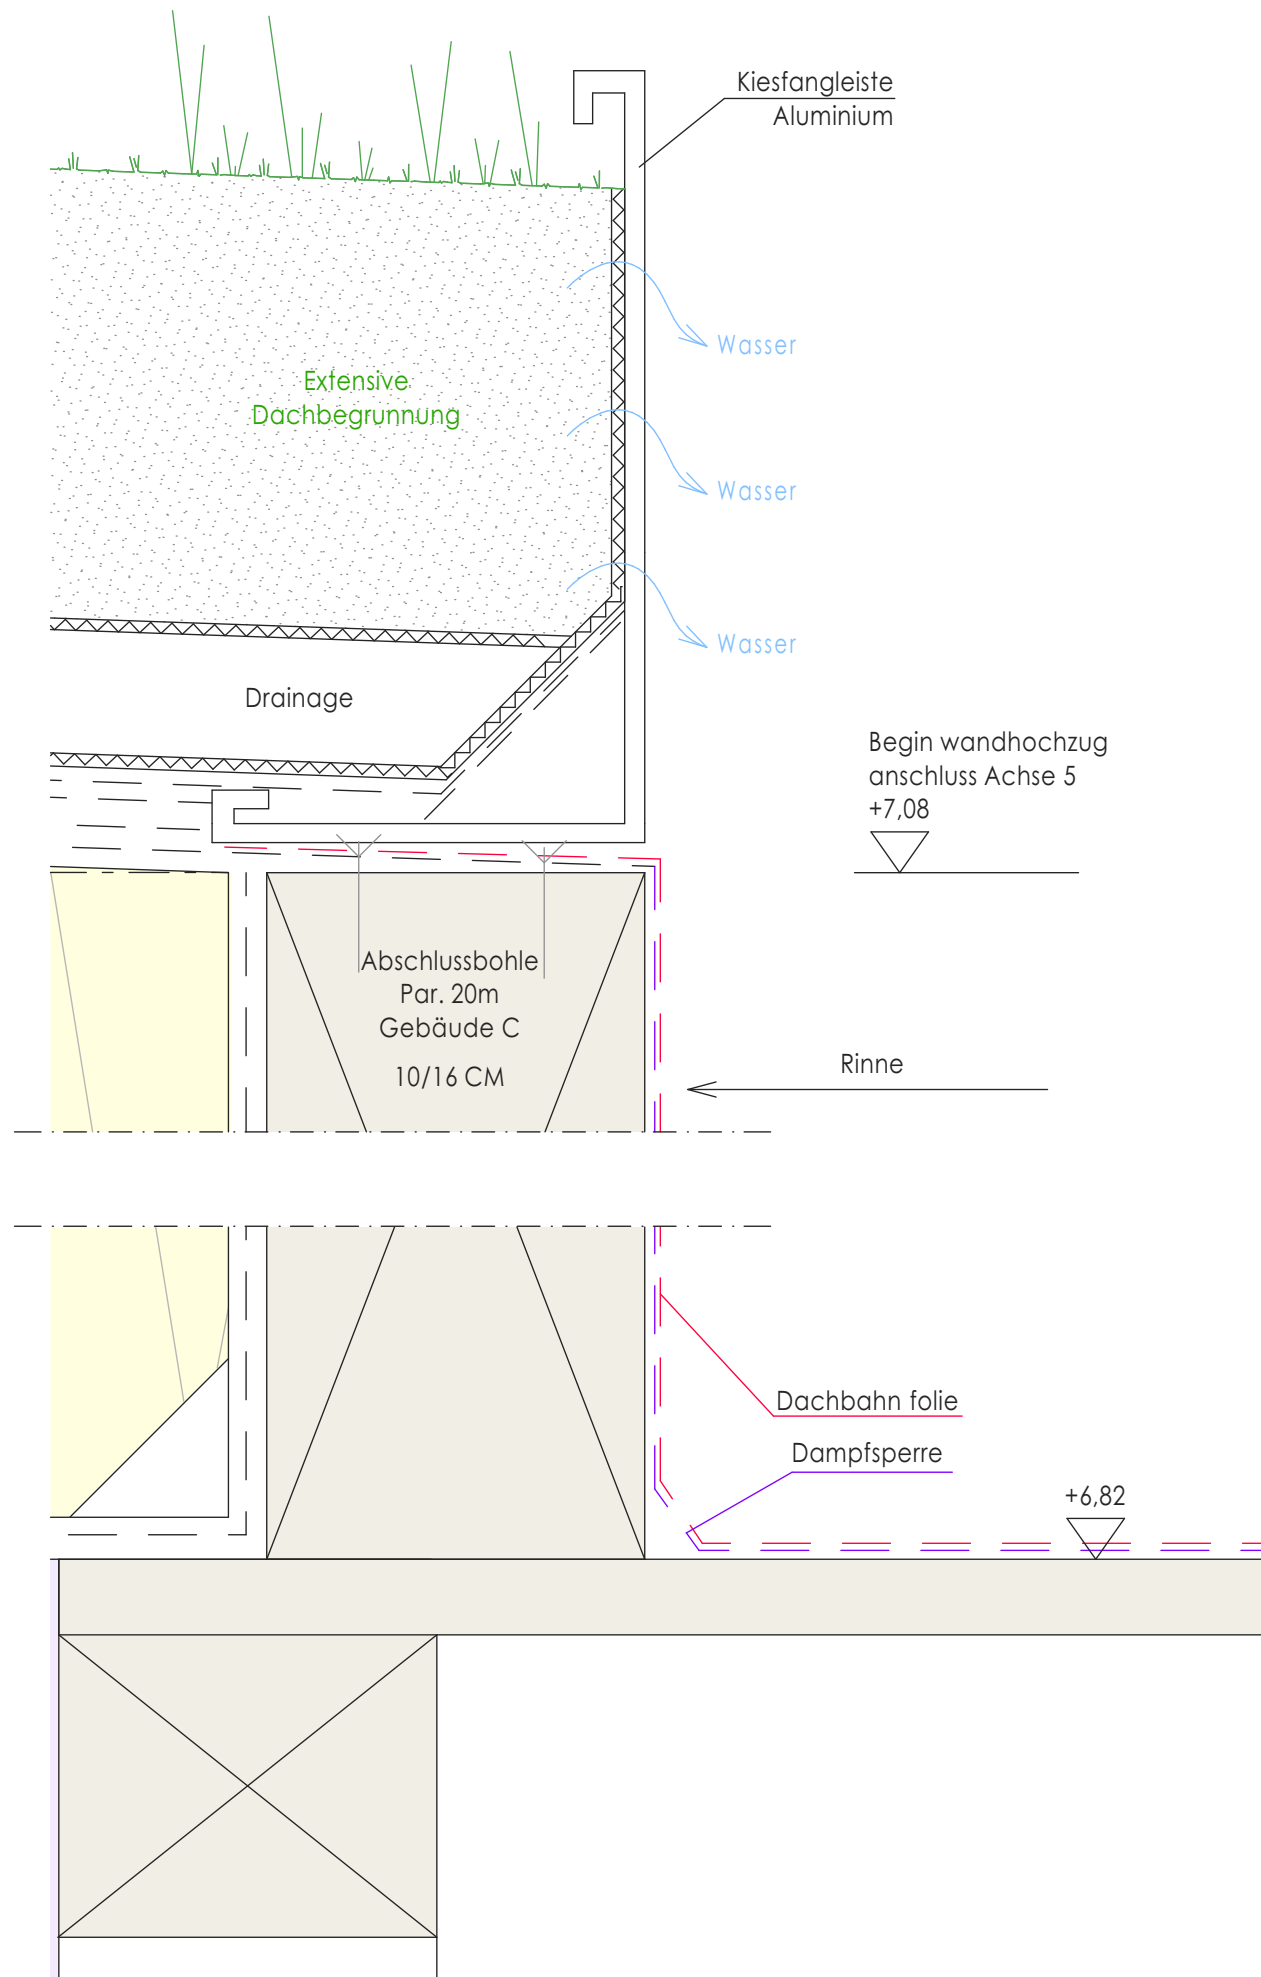 Kiesfangleiste
Aluminium
Wasser
Extensive
Dachbegrunnung
Wasser
Wasser
Drainage
Begin wandhochzug
anschluss Achse 5
+7,08
Abschlussbohle
Par. 20m
Gebäude C
10/16 CM
Rinne
Dachbahn folie
Dampfsperre
+6,82